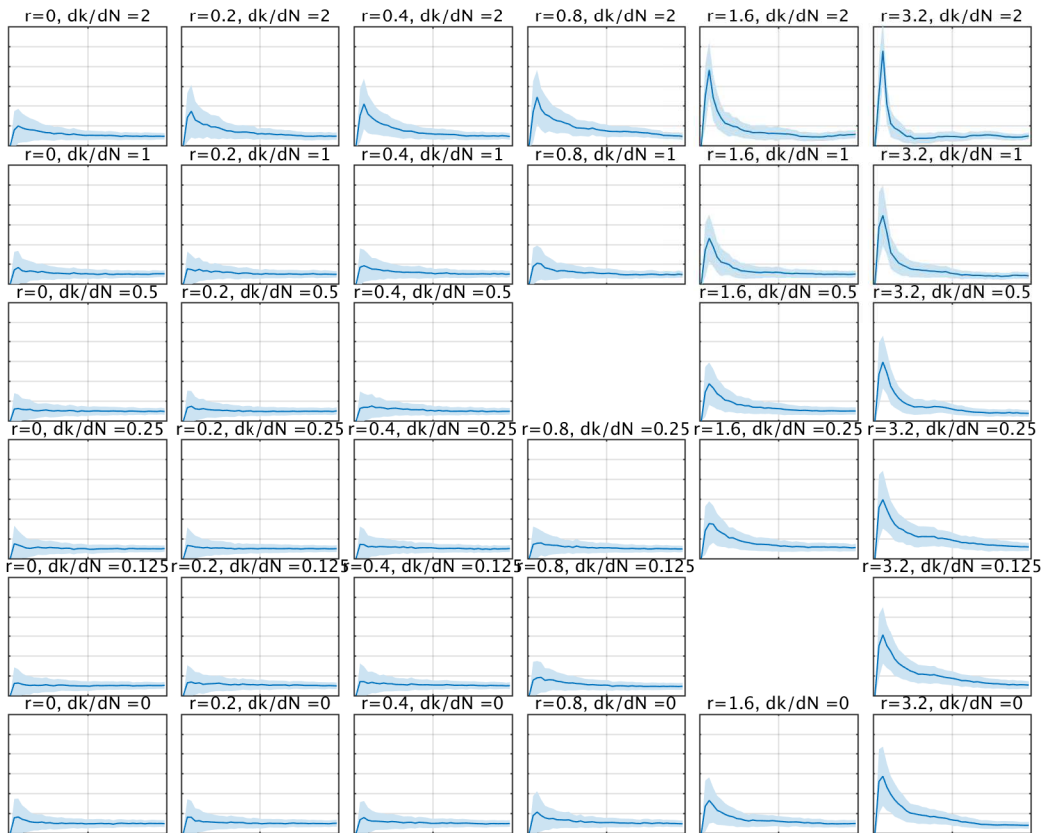 r=0, dk/dN =2 r=0.2, dk/dN =2 r=0.4, dk/dN =2 r=0.8, dk/dN =2 r=1.6, dk/dN =2 r=3.2, dk/dN =2
r=0, dk/dN =1 r=0.2, dk/dN =1 r=0.4, dk/dN =1 r=0.8, dk/dN =1 r=1.6, dk/dN =1 r=3.2, dk/dN =1
r=0, dk/dN =0.5 r=0.2, dk/dN =0.5 r=0.4, dk/dN =0.5 r=1.6, dk/dN =0.5 r=3.2, dk/dN =0.5
r=0, dk/dN =0.25 r=0.2, dk/dN =0.25 r=0.4, dk/dN =0.25 r=0.8, dk/dN =0.25 r=1.6, dk/dN =0.25 r=3.2, dk/dN =0.25
r=0, dk/dN =0.125 r=0.2, dk/dN =0.125 r=0.4, dk/dN =0.125 r=0.8, dk/dN =0.125 r=3.2, dk/dN =0.125
r=0, dk/dN =0 r=0.2, dk/dN =0 r=0.4, dk/dN =0 r=0.8, dk/dN =0 r=1.6, dk/dN =0 r=3.2, dk/dN =0